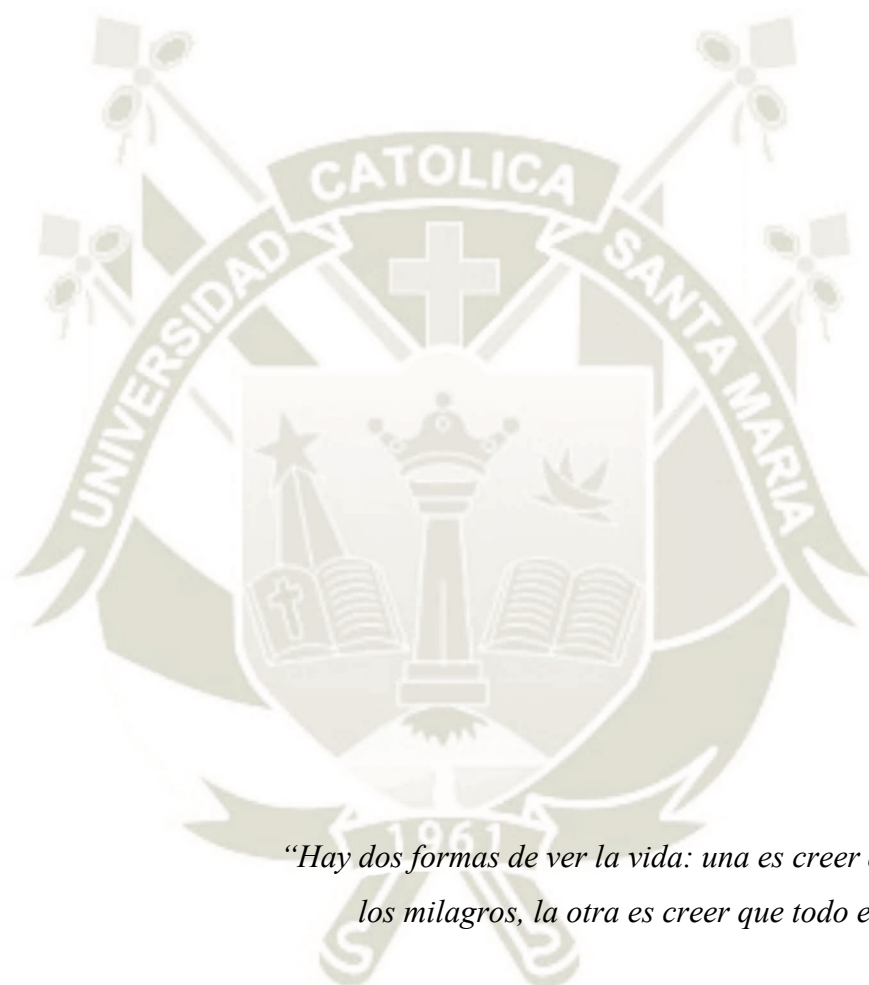 UNIVERSIDAD
CATOLICA
SANTA MARIA
1961
“Hay dos formas de ver la vida: una es creer
los milagros, la otra es creer que todo